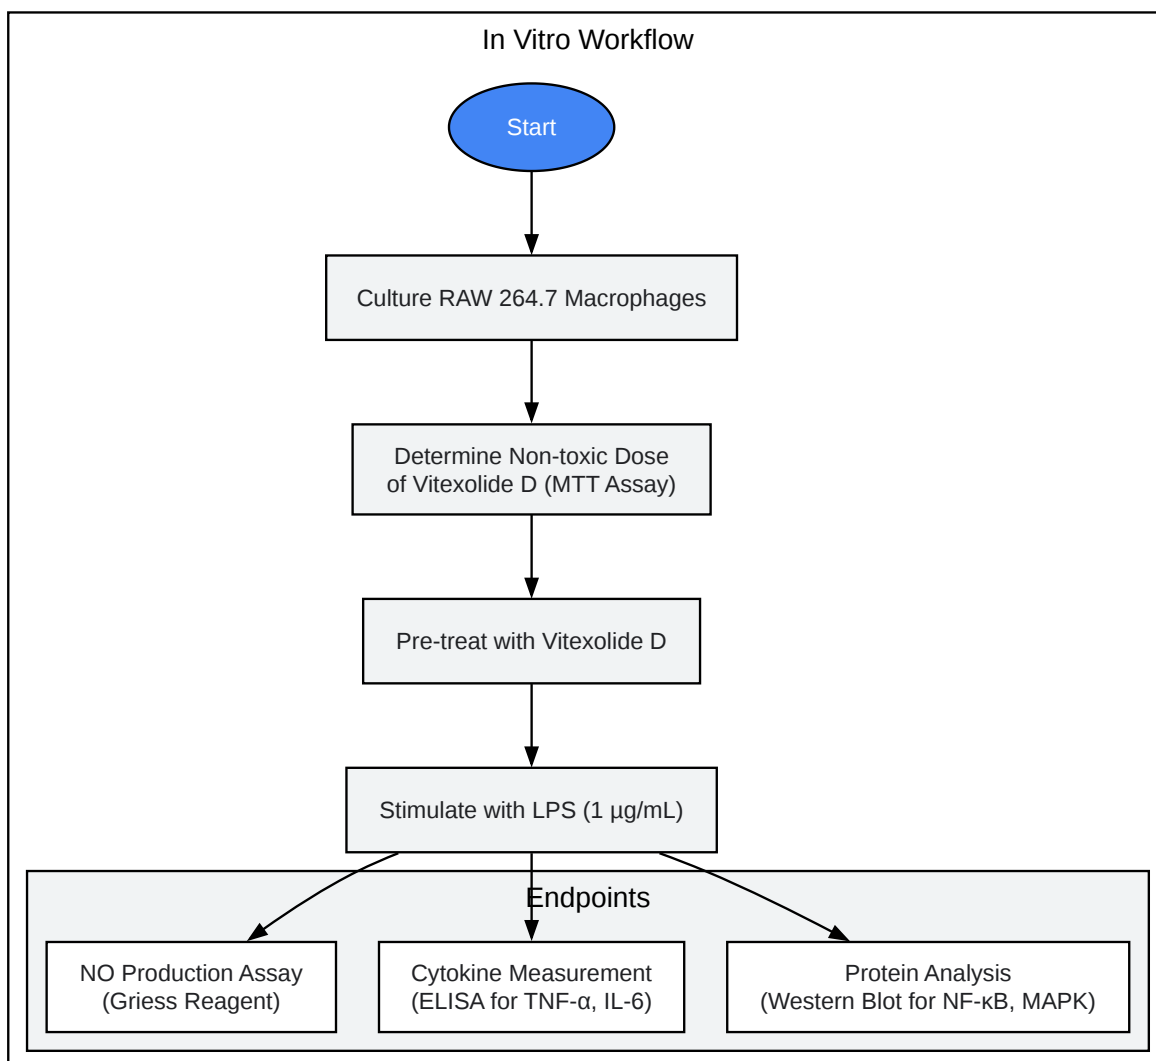 In Vitro Workflow
Start
Culture RAW 264.7 Macrophages
Determine Non-toxic Dose
of Vitexolide D (MTT Assay)
Pre-treat with Vitexolide D
Stimulate with LPS (1 µg/mL)
Endpoints
NO Production Assay
(Griess Reagent)
Cytokine Measurement
(ELISA for TNF-α, IL-6)
Protein Analysis
(Western Blot for NF-κB, MAPK)